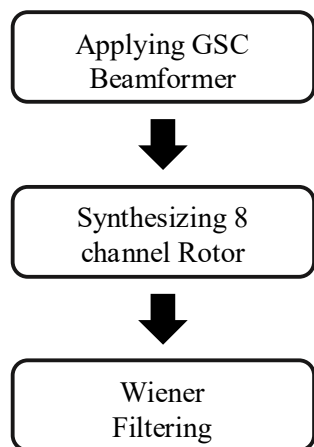 Applying GSC
Beamformer
Synthesizing 8
channel Rotor
Wiener
Filtering